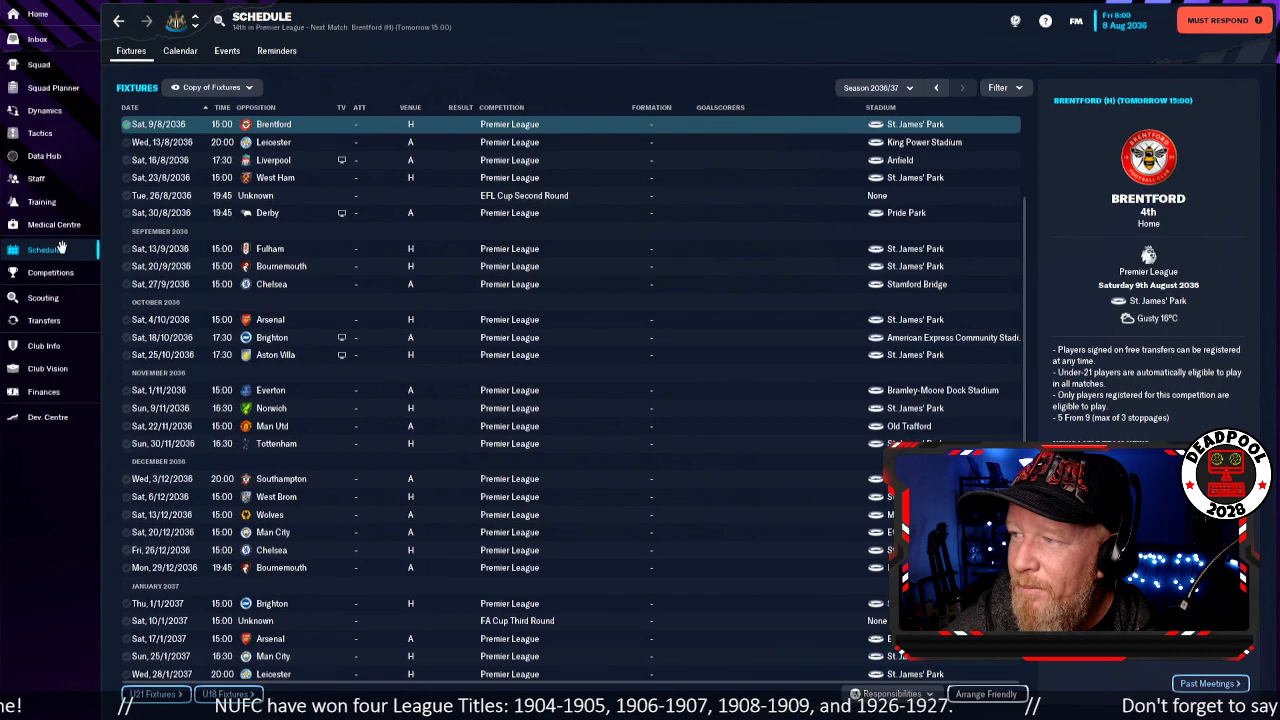 SCHEDULE
14th in Premier League - Next Match: Brentford (H) (Tomorrow 15:00)
FM
Fri 8:00
8 Aug 2036
MUST RESPOND
Home
Inbox
Squad
Squad Planner
Dynamics
Tactics
Data Hub
Staff
Training
Medical Centre
Schedule
Competitions
Scouting
Transfers
Club Info
Club Vision
Finances
Dev. Centre
Fixtures Calendar Events Reminders
FIXTURES Copy of Fixtures Season 2036/37 Filter
DATE TIME OPPOSITION TV ATT VENUE RESULT COMPETITION FORMATION GOALSCORERS STADIUM
Sat, 9/8/2036 15:00 Brentford - H Premier League - St. James' Park
Wed, 13/8/2036 20:00 Leicester - A Premier League - King Power Stadium
Sat, 16/8/2036 17:30 Liverpool - A Premier League - Anfield
Sat, 23/8/2036 15:00 West Ham - H Premier League - St. James' Park
Tue, 26/8/2036 19:45 Unknown - EFL Cup Second Round - None
Sat, 30/8/2036 19:45 Derby - A Premier League - Pride Park
SEPTEMBER 2036
Sat, 13/9/2036 15:00 Fulham - H Premier League - St. James' Park
Sat, 20/9/2036 15:00 Bournemouth - H Premier League - St. James' Park
Sat, 27/9/2036 15:00 Chelsea - A Premier League - Stamford Bridge
OCTOBER 2036
Sat, 4/10/2036 15:00 Arsenal - H Premier League - St. James' Park
Sat, 18/10/2036 17:30 Brighton - A Premier League - American Express Community Stadi...
Sat, 25/10/2036 17:30 Aston Villa - H Premier League - St. James' Park
NOVEMBER 2036
Sat, 1/11/2036 15:00 Everton - A Premier League - Bramley-Moore Dock Stadium
Sun, 9/11/2036 16:30 Norwich - H Premier League - St. James' Park
Sat, 22/11/2036 15:00 Man Utd - A Premier League - Old Trafford
Sun, 30/11/2036 16:30 Tottenham - H Premier League -
DECEMBER 2036
Wed, 3/12/2036 20:00 Southampton - A Premier League -
Sat, 6/12/2036 15:00 West Brom - H Premier League -
Sat, 13/12/2036 15:00 Wolves - A Premier League -
Sat, 20/12/2036 15:00 Man City - A Premier League -
Fri, 26/12/2036 15:00 Chelsea - H Premier League -
Mon, 29/12/2036 19:45 Bournemouth - A Premier League -
JANUARY 2037
Thu, 1/1/2037 15:00 Brighton - H Premier League -
Sat, 10/1/2037 15:00 Unknown - FA Cup Third Round - None
Sat, 17/1/2037 15:00 Arsenal - A Premier League -
Sun, 25/1/2037 16:30 Man City - H Premier League -
Wed, 28/1/2037 20:00 Leicester - H Premier League -
U21 Fixtures > U18 Fixtures > Responsibilities Arrange Friendly
BRENTFORD (H) (TOMORROW 15:00)
BRENTFORD
4th
Home
Premier League
Saturday 9th August 2036
St. James' Park
Gusty 16°C
- Players signed on free transfers can be registered
at any time.
- Under-21 players are automatically eligible to play
in all matches.
- Only players registered for this competition are
eligible to play.
- 5 From 9 (max of 3 stoppages)
DEADPOOL
2028
Past Meetings >
ne! // NUFC have won four League Titles: 1904-1905, 1906-1907, 1908-1909, and 1926-1927. // Don't forget to say